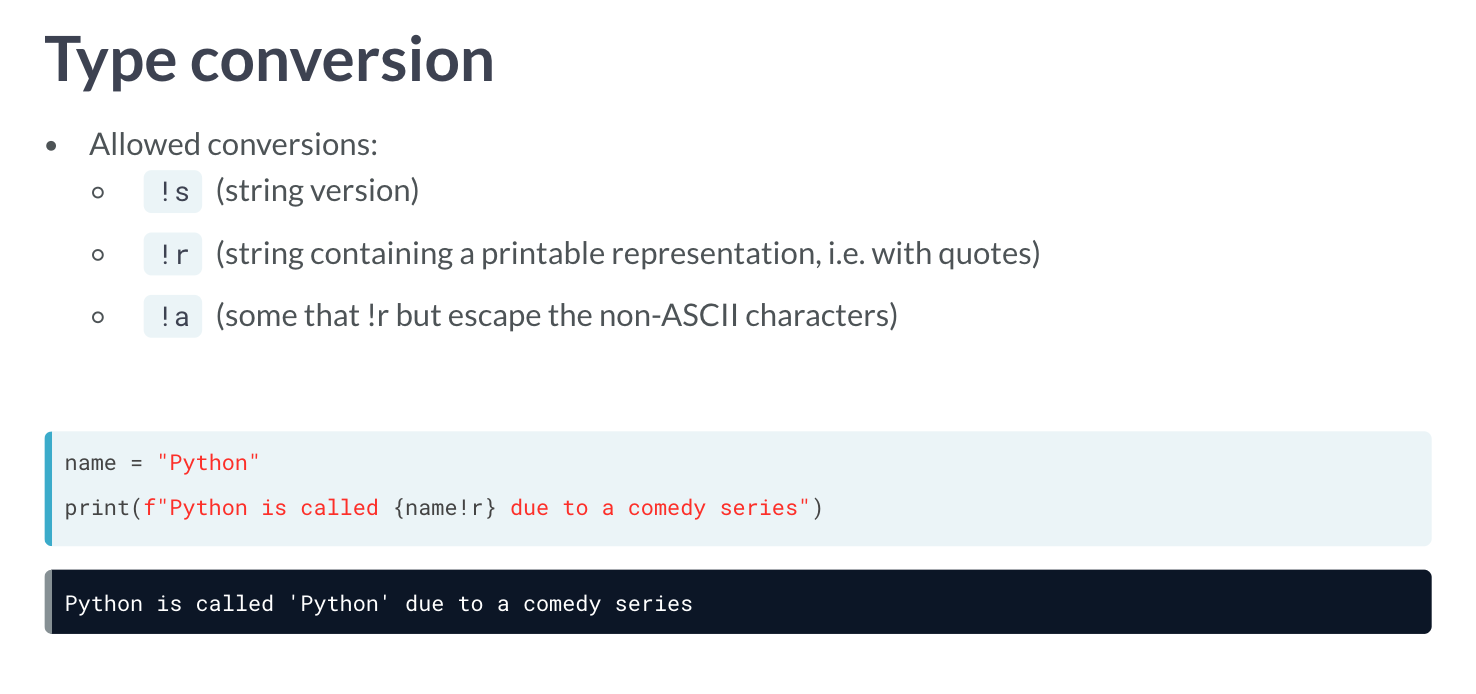 Type conversion
• Allowed conversions:
◦ !s (string version)
◦ !r (string containing a printable representation, i.e. with quotes)
◦ !a (some that !r but escape the non-ASCII characters)
name = "Python"
print(f"Python is called {name!r} due to a comedy series")
Python is called 'Python' due to a comedy series